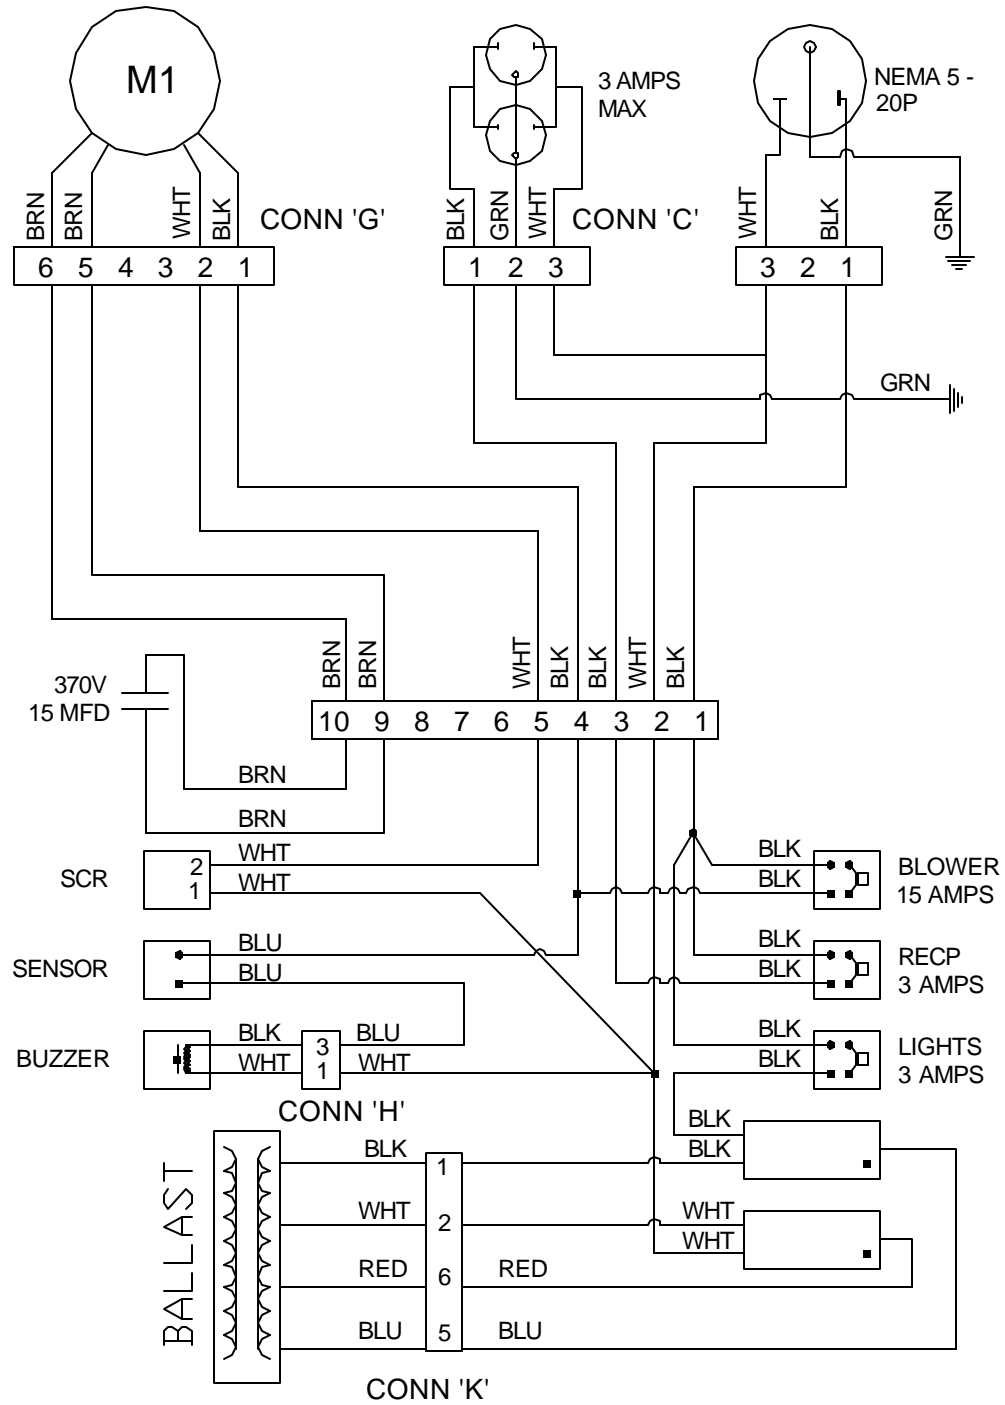 M1
3 AMPS
MAX
NEMA 5 -
20P
BRN
BRN
WHT
BLK
CONN 'G'
BLK
GRN
WHT
CONN 'C'
WHT
BLK
GRN
6 5 4 3 2 1
1 2 3
3 2 1
GRN
BRN
BRN
WHT
BLK
BLK
WHT
BLK
370V
15 MFD
10 9 8 7 6 5 4 3 2 1
BRN
BRN
SCR
2
1
WHT
WHT
BLK
BLK
BLOWER
15 AMPS
SENSOR
BLU
BLU
BLK
BLK
RECP
3 AMPS
BUZZER
BLK
WHT
3
1
BLU
WHT
BLK
BLK
LIGHTS
3 AMPS
CONN 'H'
BALLAST
BLK
1
BLK
BLK
WHT
2
WHT
WHT
RED
6
RED
BLU
5
BLU
CONN 'K'